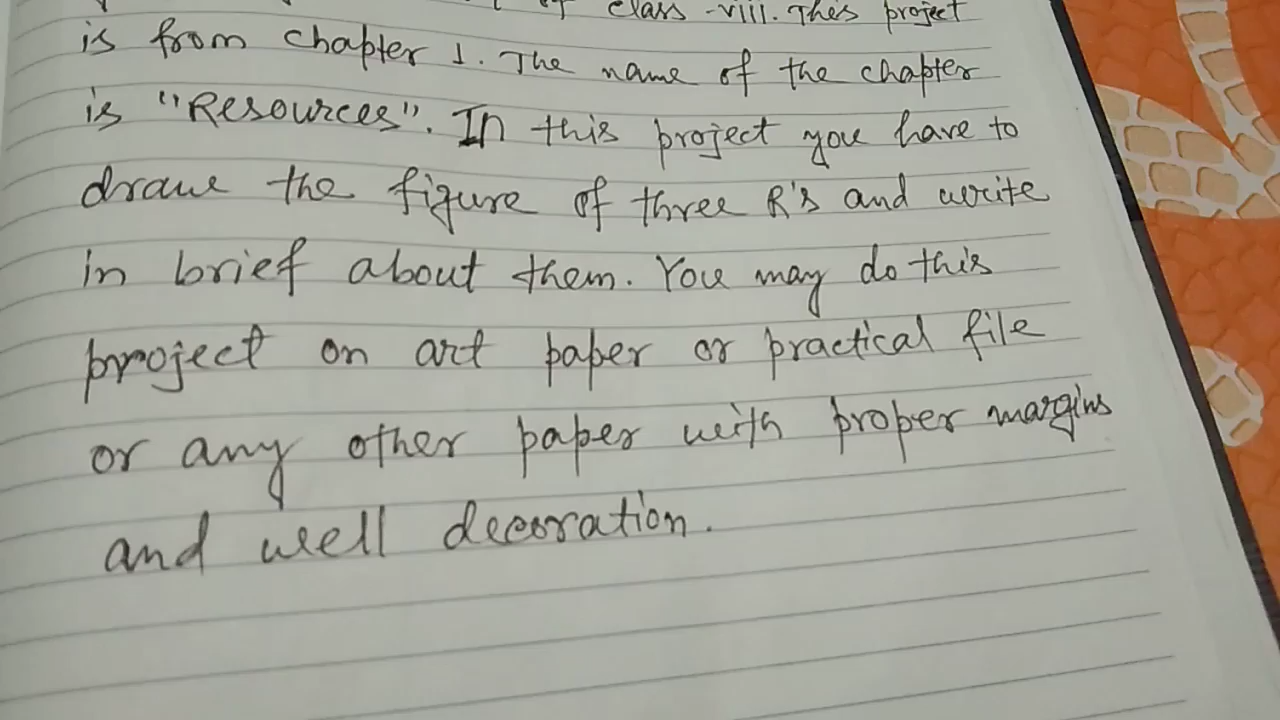 of class -viii. This project
is from chapter 1. The name of the chapter
is "Resources". In this project you have to
draw the figure of three R's and write
in brief about them. You may do this
project on art paper or practical file
or any other paper with proper margins
and well decoration.